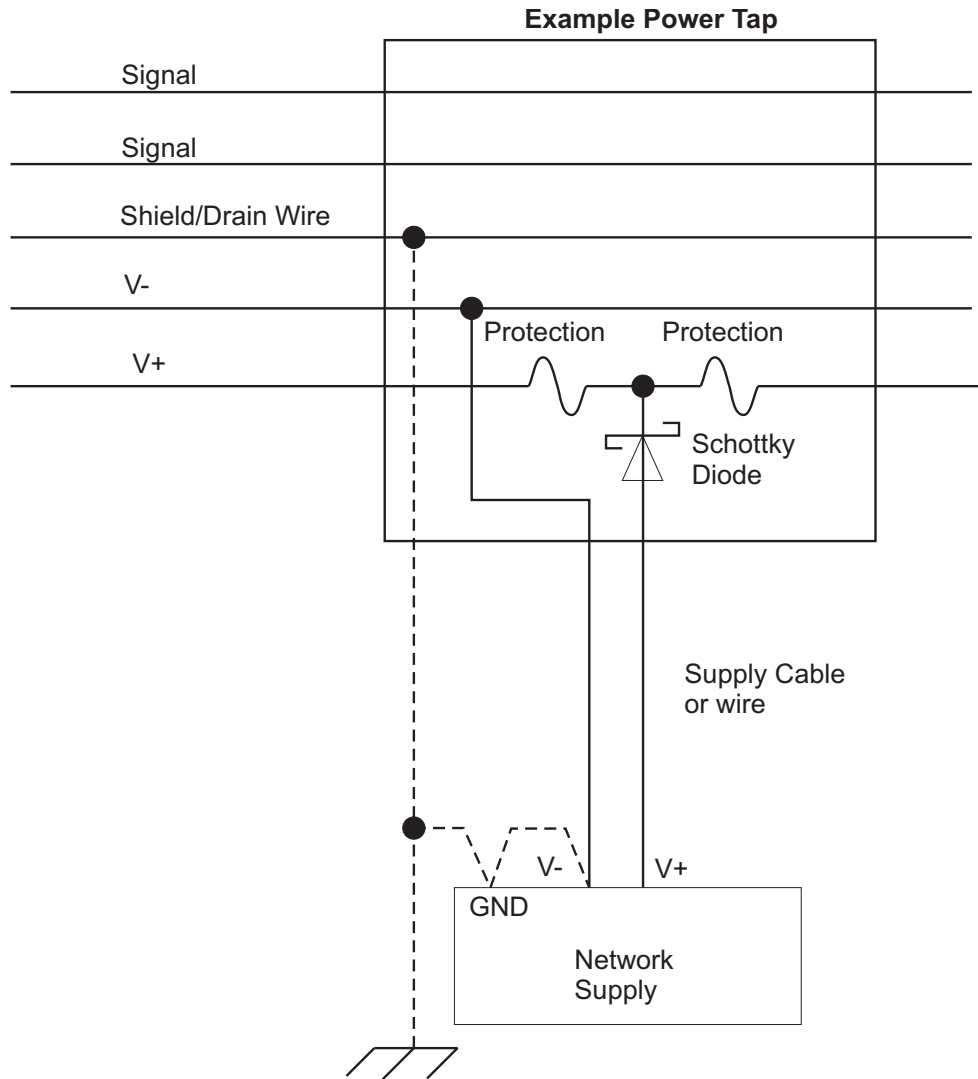 Example Power Tap
Signal
Signal
Shield/Drain Wire
V-
Protection
Protection
V+
Schottky
Diode
Supply Cable
or wire
V-
V+
GND
Network
Supply